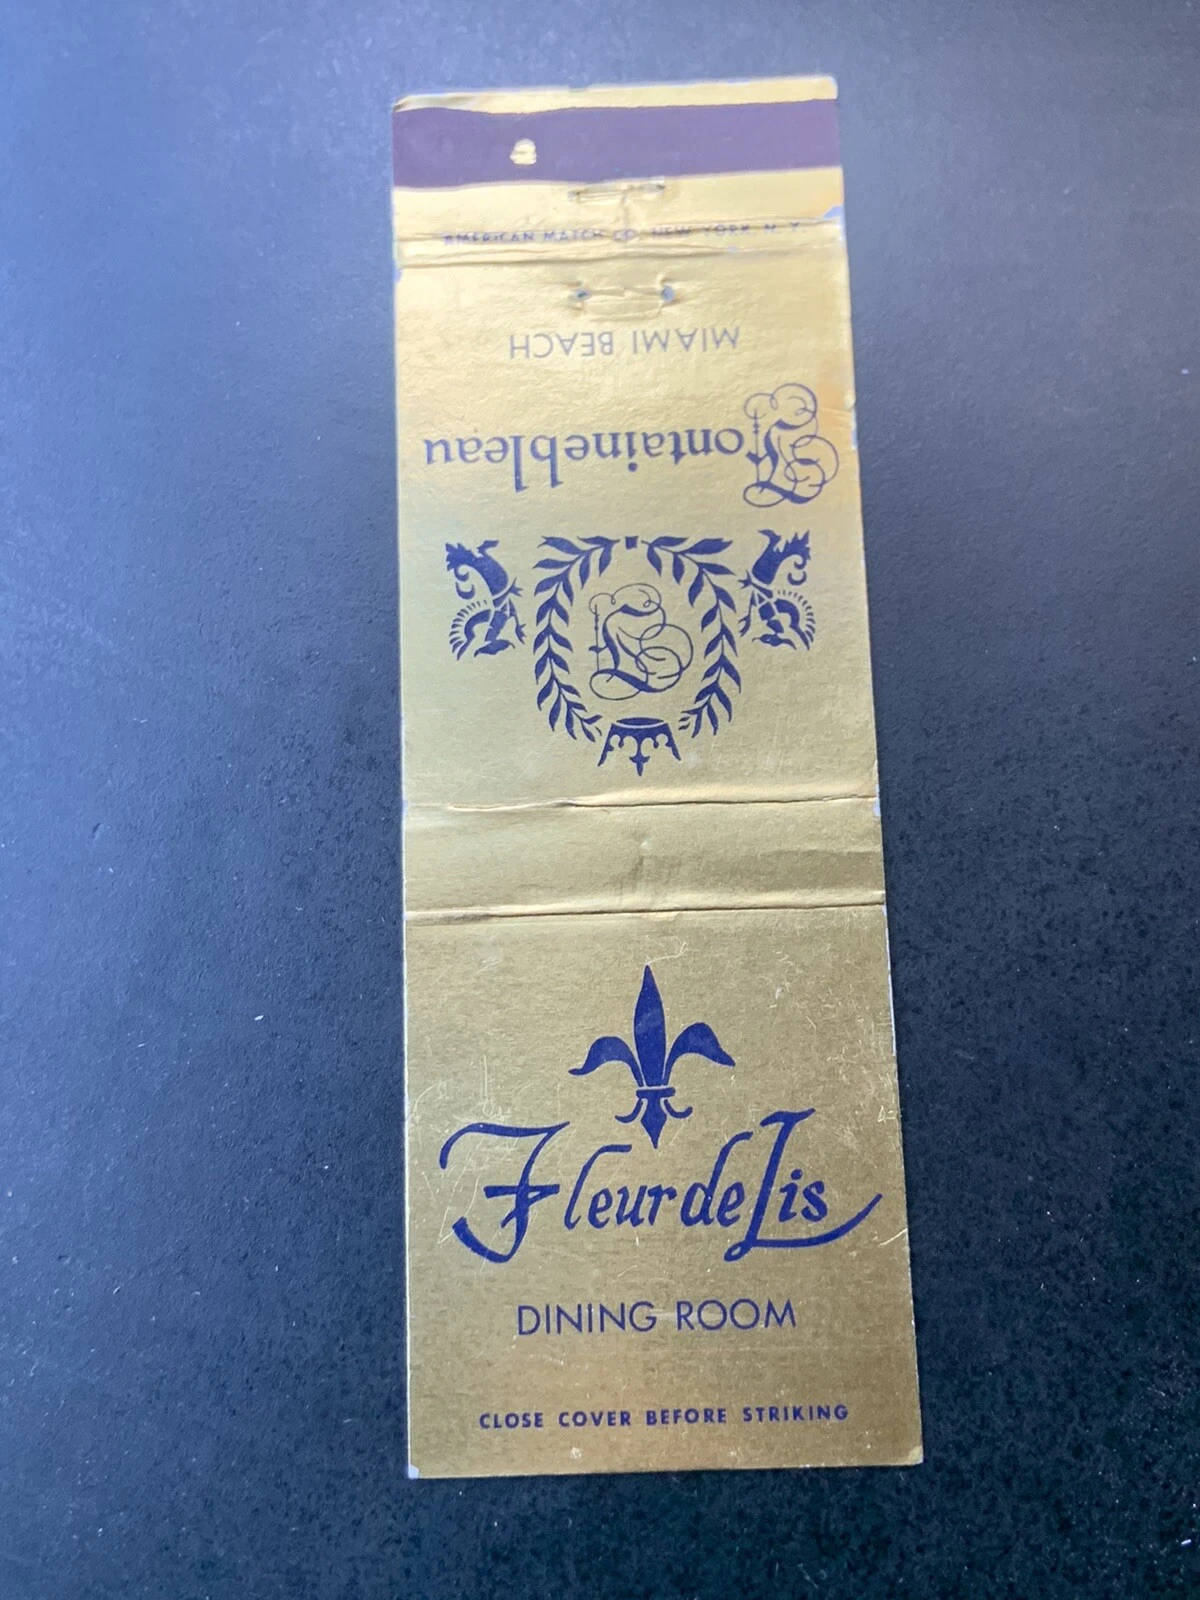 AMERICAN MATCH CO. NEW YORK, N. Y.
MIAMI BEACH
Fontainebleau
Fleur de Lis
DINING ROOM
CLOSE COVER BEFORE STRIKING